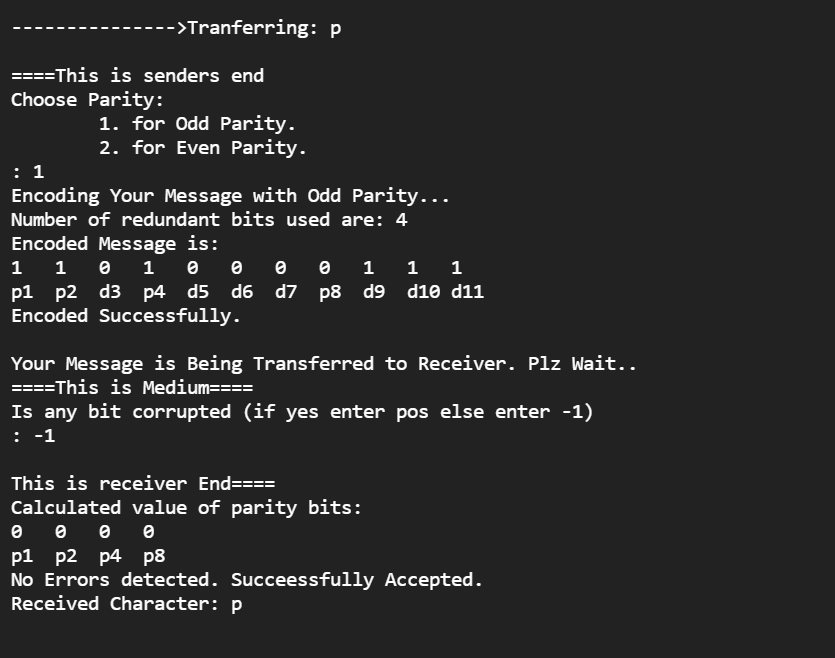 --------------->Tranferring: p
====This is senders end
Choose Parity:
1. for Odd Parity.
2. for Even Parity.
: 1
Encoding Your Message with Odd Parity...
Number of redundant bits used are: 4
Encoded Message is:
1 1 0 1 0 0 0 0 1 1 1
p1 p2 d3 p4 d5 d6 d7 p8 d9 d10 d11
Encoded Successfully.
Your Message is Being Transferred to Receiver. Plz Wait..
====This is Medium====
Is any bit corrupted (if yes enter pos else enter -1)
: -1
This is receiver End====
Calculated value of parity bits:
0 0 0 0
p1 p2 p4 p8
No Errors detected. Succeessfully Accepted.
Received Character: p